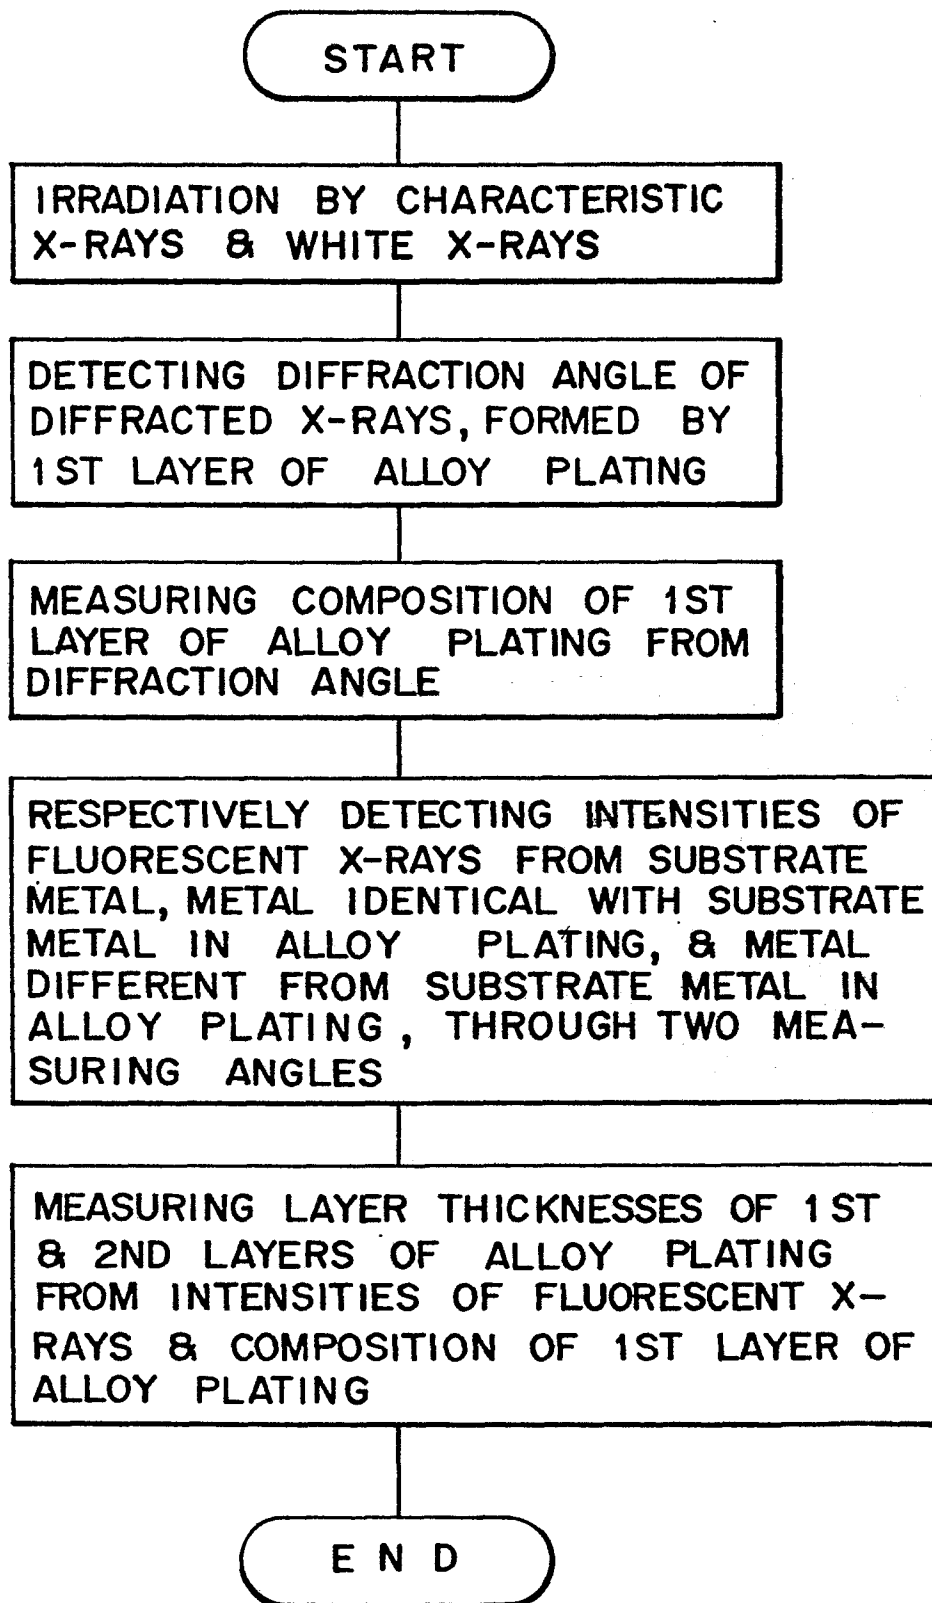 START
IRRADIATION BY CHARACTERISTIC
X-RAYS & WHITE X-RAYS
DETECTING DIFFRACTION ANGLE OF
DIFFRACTED X-RAYS, FORMED BY
1ST LAYER OF ALLOY PLATING
MEASURING COMPOSITION OF 1ST
LAYER OF ALLOY PLATING FROM
DIFFRACTION ANGLE
RESPECTIVELY DETECTING INTENSITIES OF
FLUORESCENT X-RAYS FROM SUBSTRATE
METAL, METAL IDENTICAL WITH SUBSTRATE
METAL IN ALLOY PLATING, & METAL
DIFFERENT FROM SUBSTRATE METAL IN
ALLOY PLATING, THROUGH TWO MEA-
SURING ANGLES
MEASURING LAYER THICKNESSES OF 1ST
& 2ND LAYERS OF ALLOY PLATING
FROM INTENSITIES OF FLUORESCENT X-
RAYS & COMPOSITION OF 1ST LAYER OF
ALLOY PLATING
END